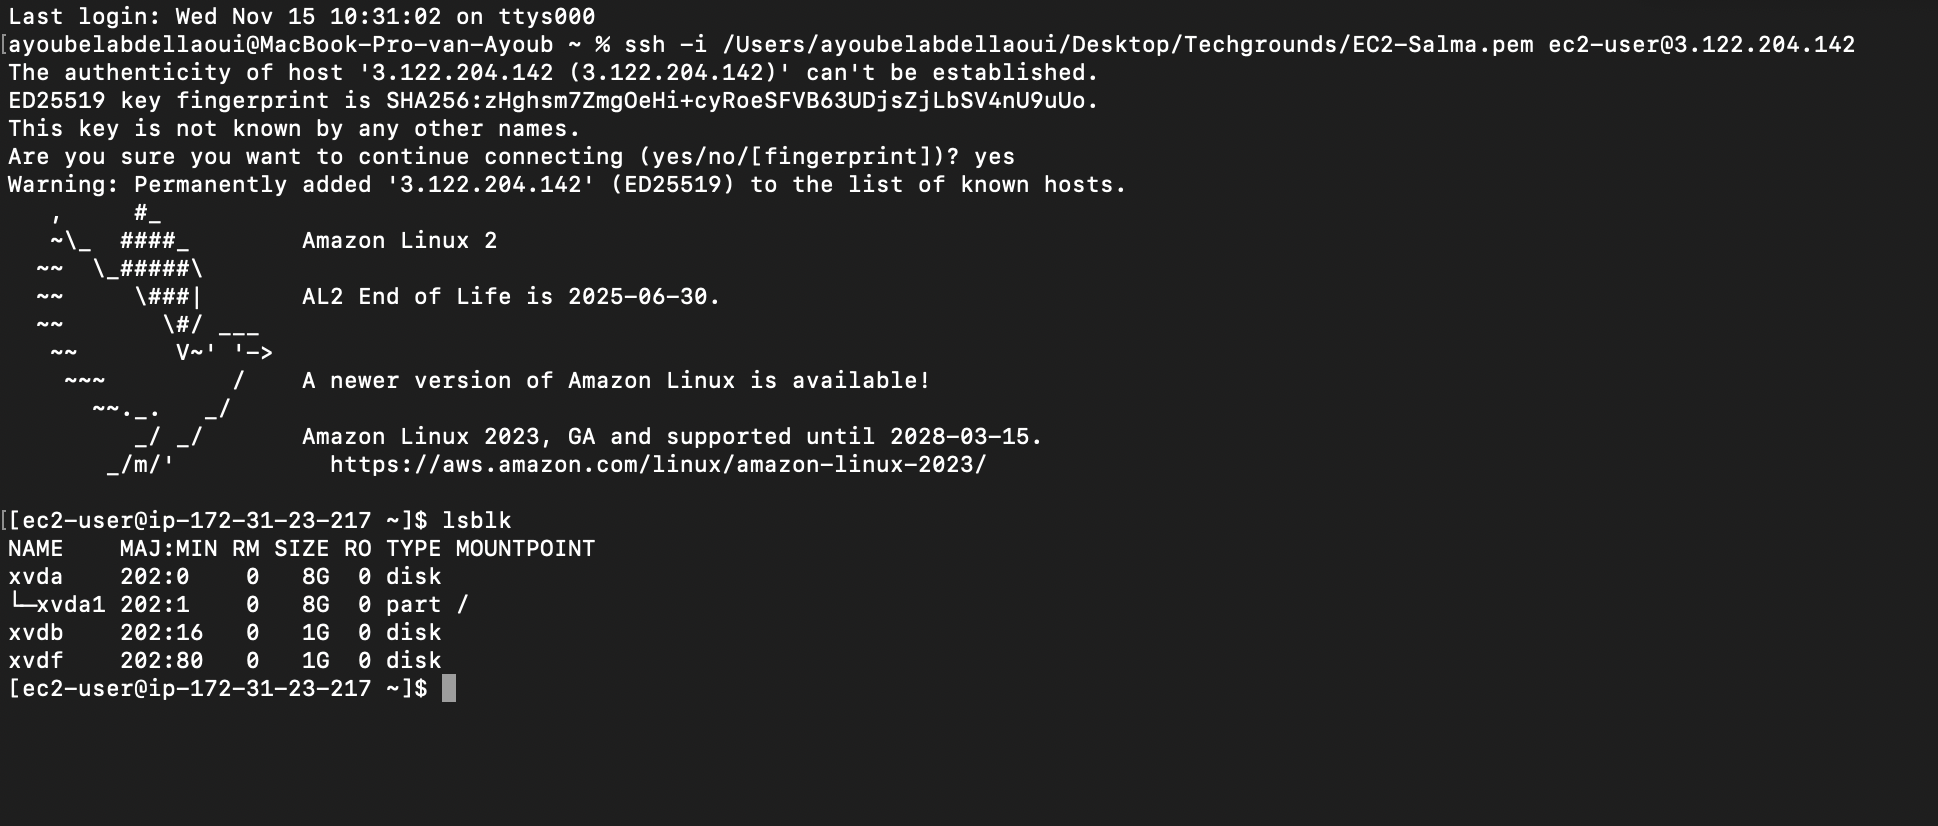 Last login: Wed Nov 15 10:31:02 on ttys000
[ayoubelabdellaoui@MacBook-Pro-van-Ayoub ~ % ssh -i /Users/ayoubelabdellaoui/Desktop/Techgrounds/EC2-Salma.pem ec2-user@3.122.204.142
The authenticity of host '3.122.204.142 (3.122.204.142)' can't be established.
ED25519 key fingerprint is SHA256:zHghsm7ZmgOeHi+cyRoeSFVB63UDjsZjLbSV4nU9uUo.
This key is not known by any other names.
Are you sure you want to continue connecting (yes/no/[fingerprint])? yes
Warning: Permanently added '3.122.204.142' (ED25519) to the list of known hosts.
   ,     #_
   ~\_  ####_        Amazon Linux 2
  ~~  \_#####\
  ~~     \###|       AL2 End of Life is 2025-06-30.
  ~~       \#/ ___
   ~~       V~' '->
    ~~~         /    A newer version of Amazon Linux is available!
      ~~._.   _/
         _/ _/       Amazon Linux 2023, GA and supported until 2028-03-15.
       _/m/'           https://aws.amazon.com/linux/amazon-linux-2023/

[[ec2-user@ip-172-31-23-217 ~]$ lsblk
NAME    MAJ:MIN RM SIZE RO TYPE MOUNTPOINT
xvda    202:0    0   8G  0 disk
└─xvda1 202:1    0   8G  0 part /
xvdb    202:16   0   1G  0 disk
xvdf    202:80   0   1G  0 disk
[ec2-user@ip-172-31-23-217 ~]$